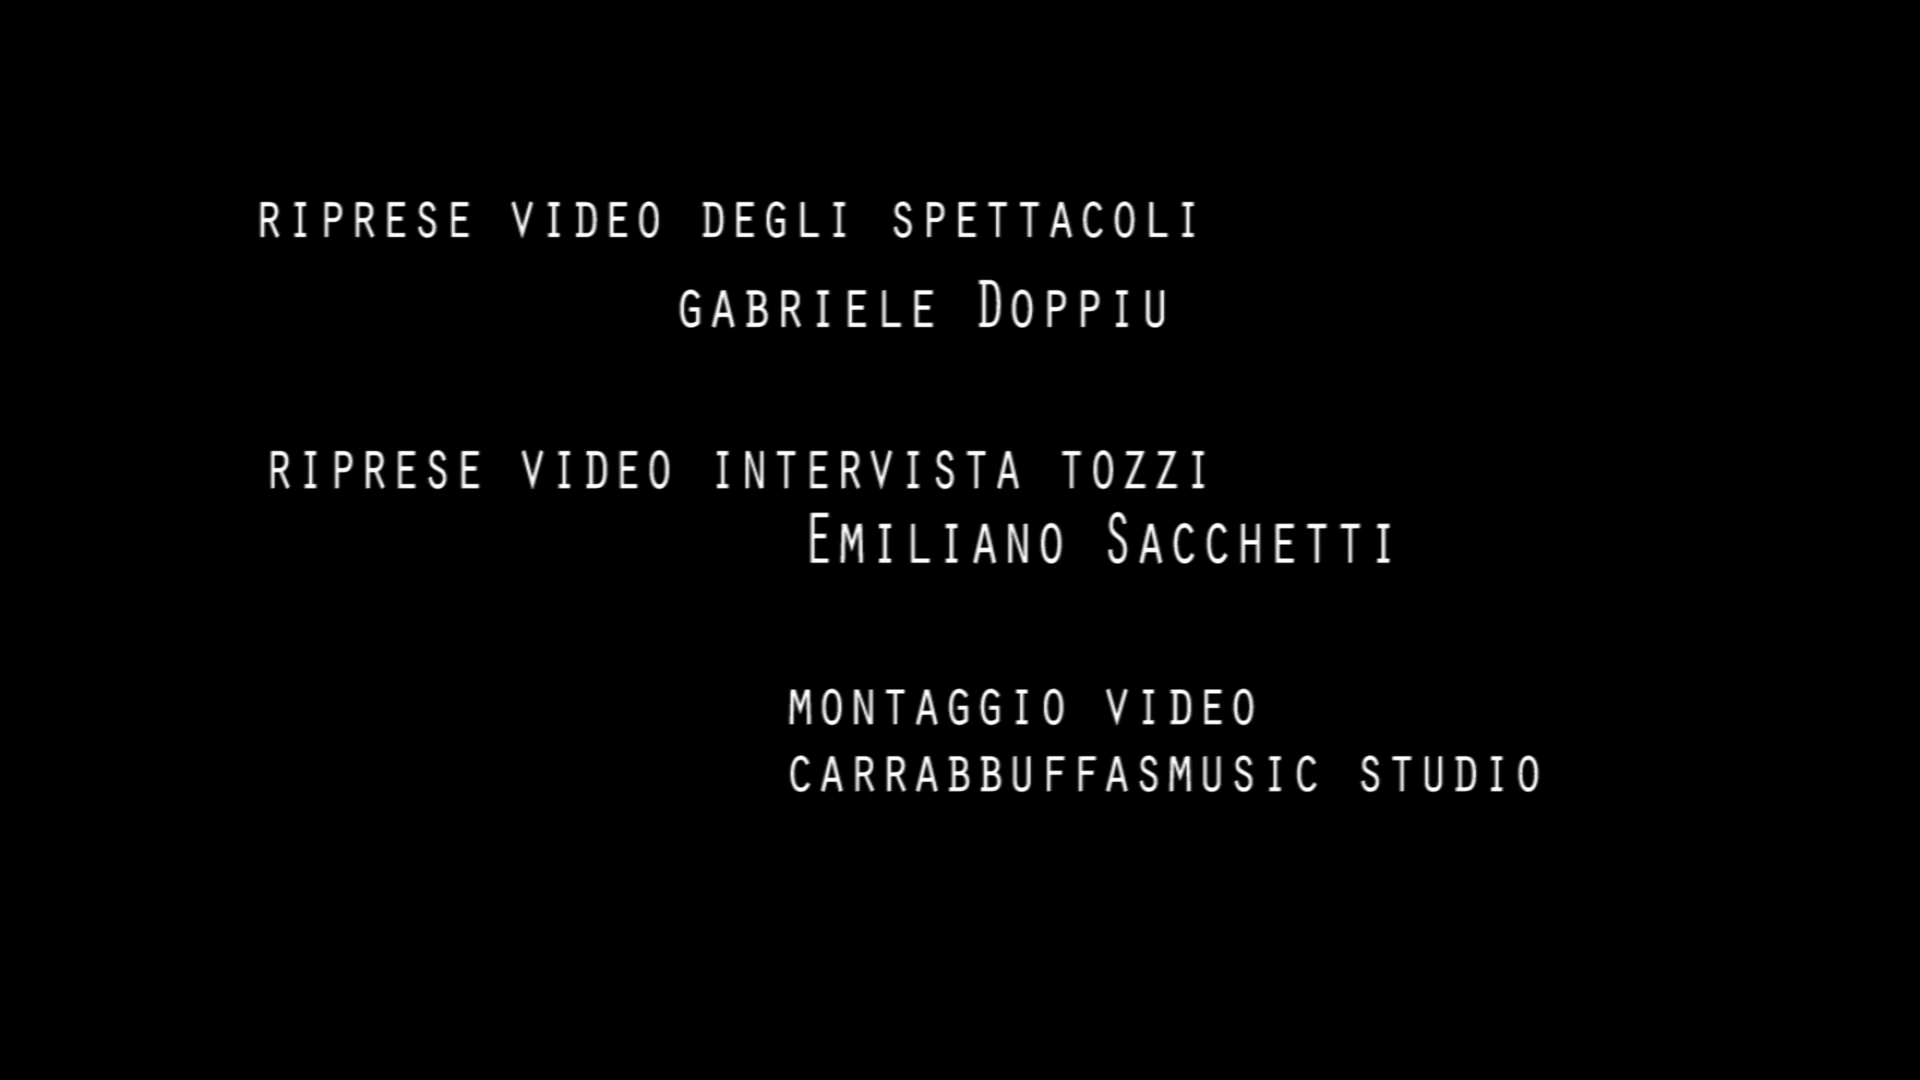 RIPRESE VIDEO DEGLI SPETTACOLI
GABRIELE DOPPIU
RIPRESE VIDEO INTERVISTA TOZZI
EMILIANO SACCHETTI
MONTAGGIO VIDEO
CARRABBUFFASMUSIC STUDIO